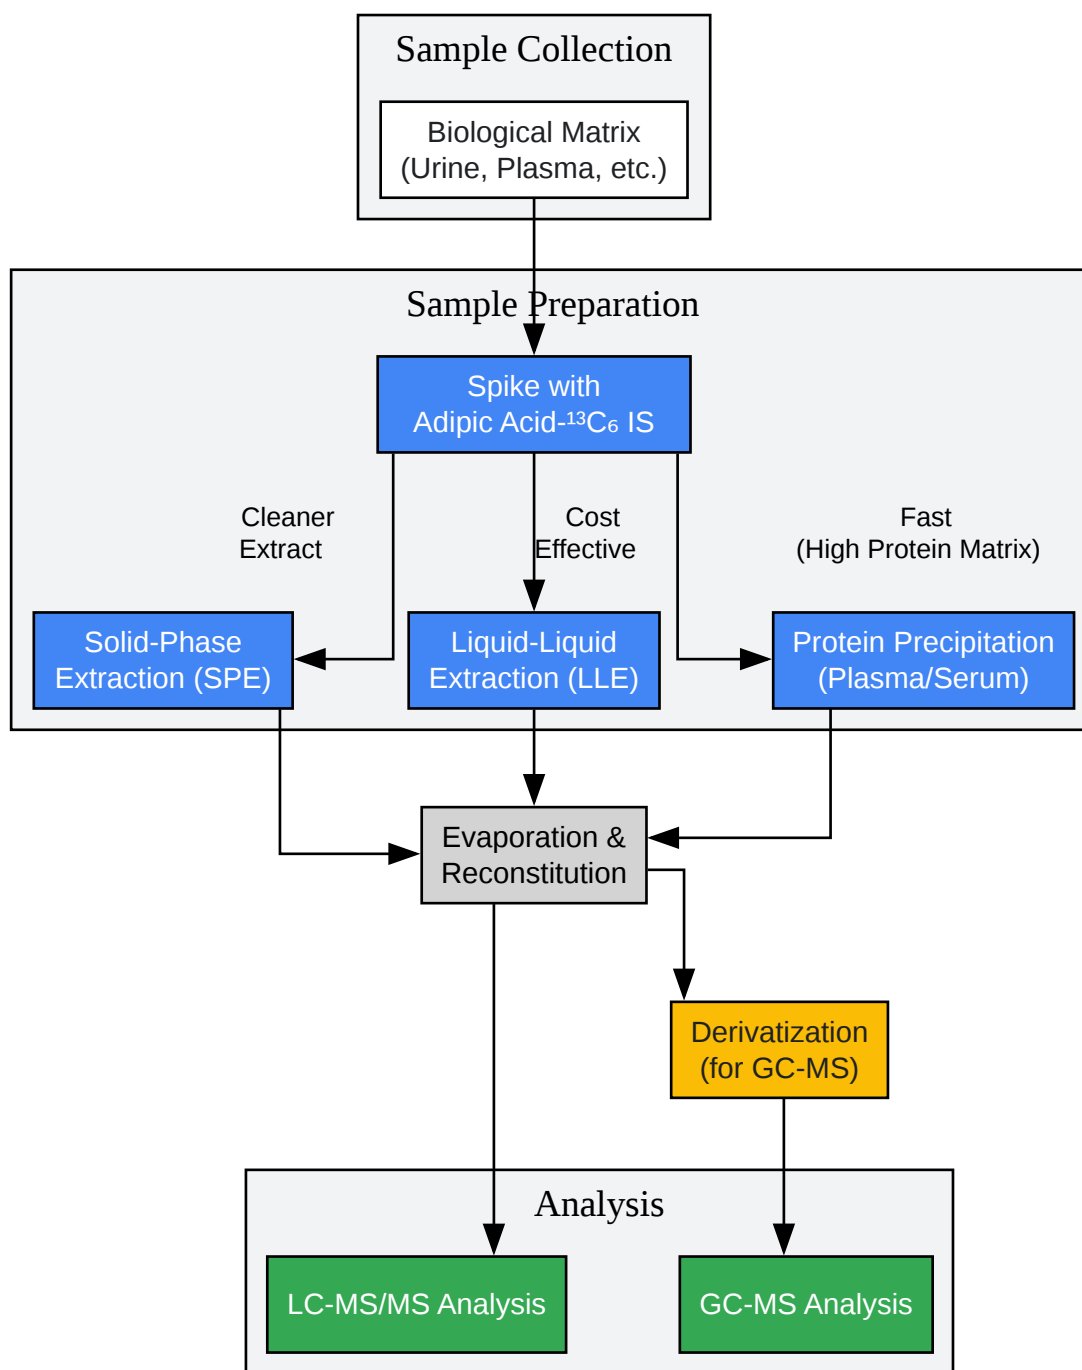 Sample Collection
Biological Matrix
(Urine, Plasma, etc.)
Sample Preparation
Spike with
Adipic Acid-¹³C₆ IS
Cleaner
Extract
Cost
Effective
Fast
(High Protein Matrix)
Solid-Phase
Extraction (SPE)
Liquid-Liquid
Extraction (LLE)
Protein Precipitation
(Plasma/Serum)
Evaporation &
Reconstitution
Derivatization
(for GC-MS)
Analysis
LC-MS/MS Analysis
GC-MS Analysis